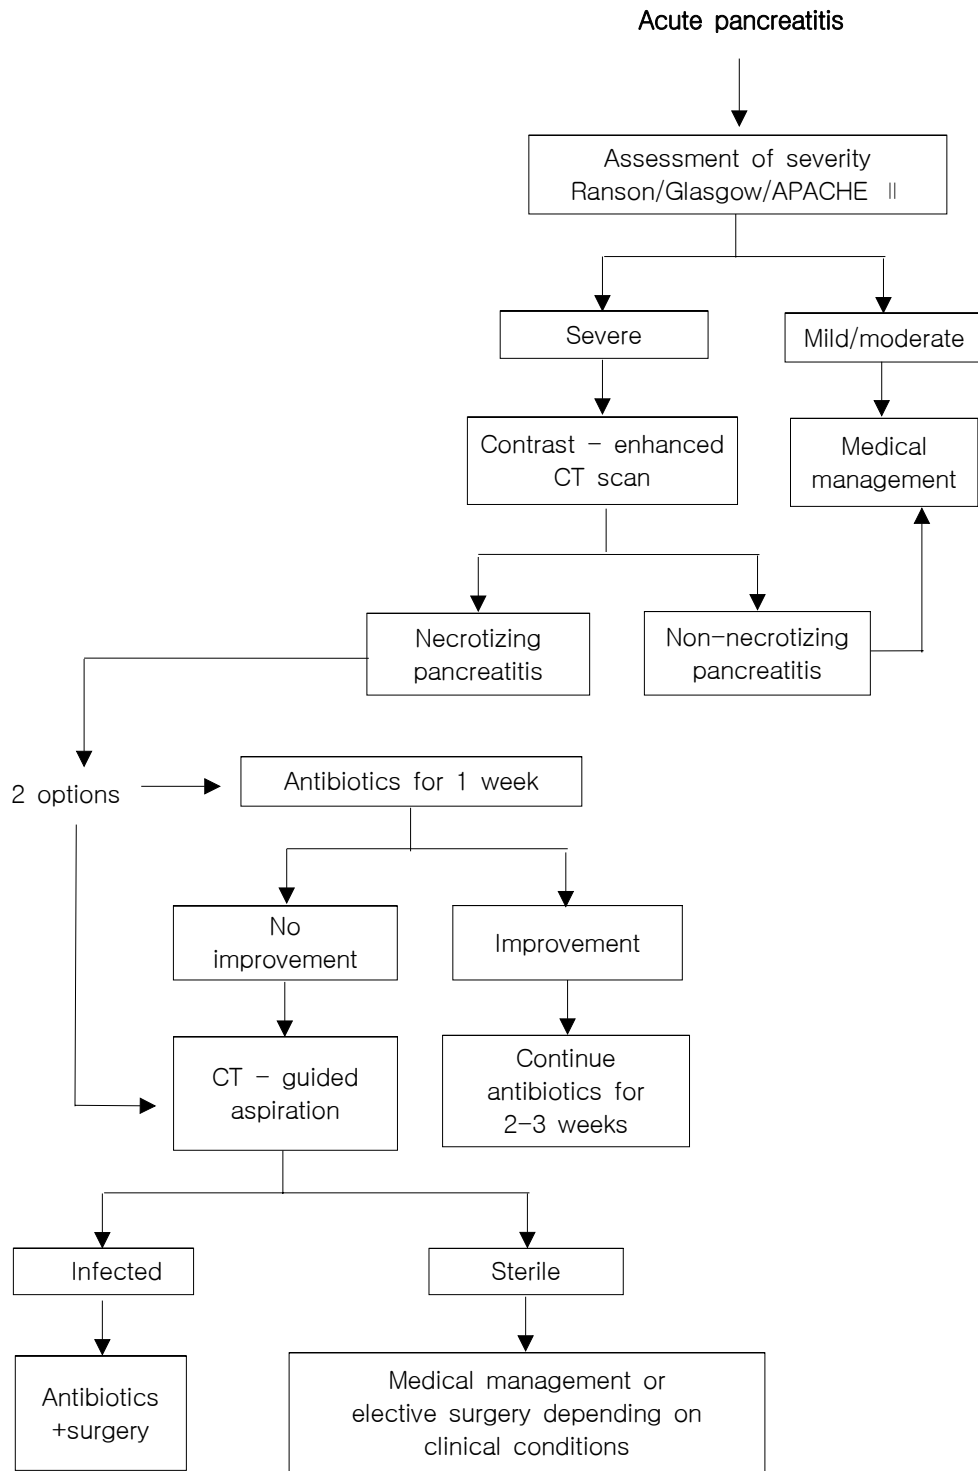 Acute pancreatitis
Assessment of severity
Ranson/Glasgow/APACHE Ⅱ
Severe
Mild/moderate
Contrast - enhanced
CT scan
Medical
management
Necrotizing
pancreatitis
Non-necrotizing
pancreatitis
2 options
Antibiotics for 1 week
No
improvement
Improvement
CT - guided
aspiration
Continue
antibiotics for
2-3 weeks
Infected
Sterile
Antibiotics
+surgery
Medical management or
elective surgery depending on
clinical conditions